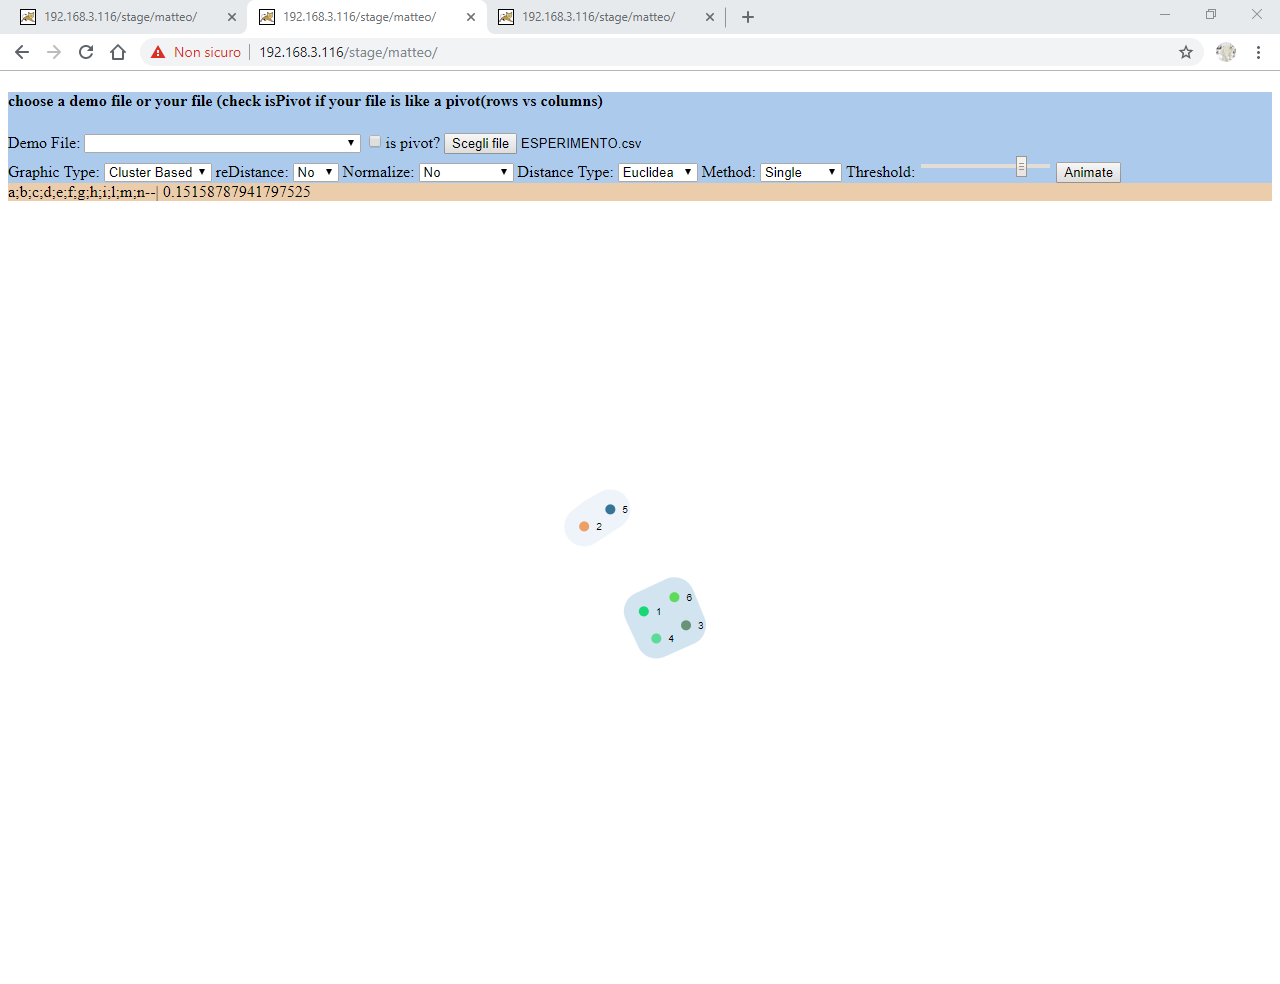 192.168.3.116/stage/matteo/ 192.168.3.116/stage/matteo/ 192.168.3.116/stage/matteo/
Non sicuro 192.168.3.116/stage/matteo/
choose a demo file or your file (check isPivot if your file is like a pivot(rows vs columns)
Demo File: is pivot? Scegli file ESPERIMENTO.csv
Graphic Type: Cluster Based reDistance: No Normalize: No Distance Type: Euclidea Method: Single Threshold: Animate
a;b;c;d;e;f;g;h;i;l;m;n--| 0.15158787941797525
5
2
6
1
3
4